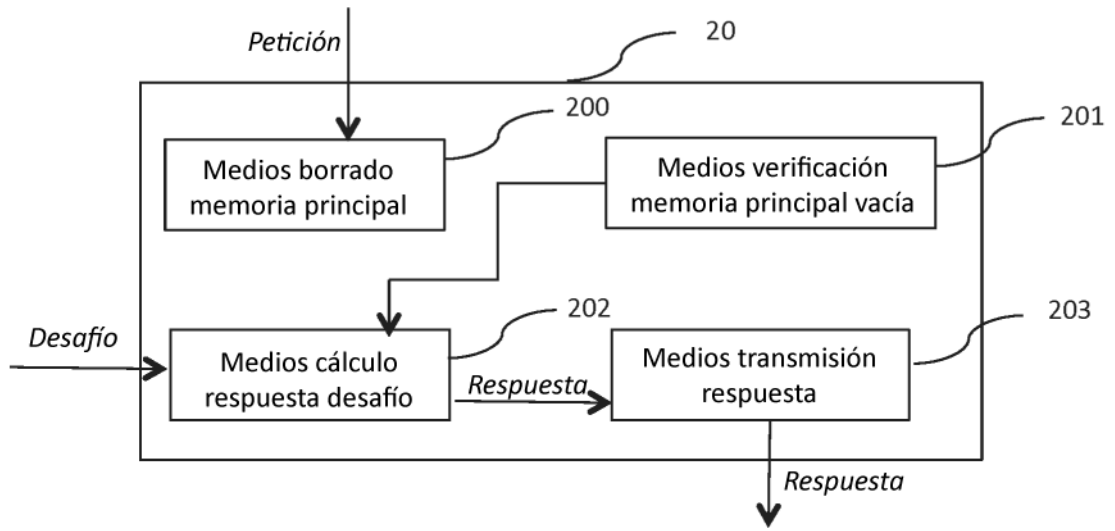 Petición
20
200
201
Medios borrado
memoria principal
Medios verificación
memoria principal vacía
202
203
Desafío
Medios cálculo
respuesta desafío
Respuesta
Medios transmisión
respuesta
Respuesta